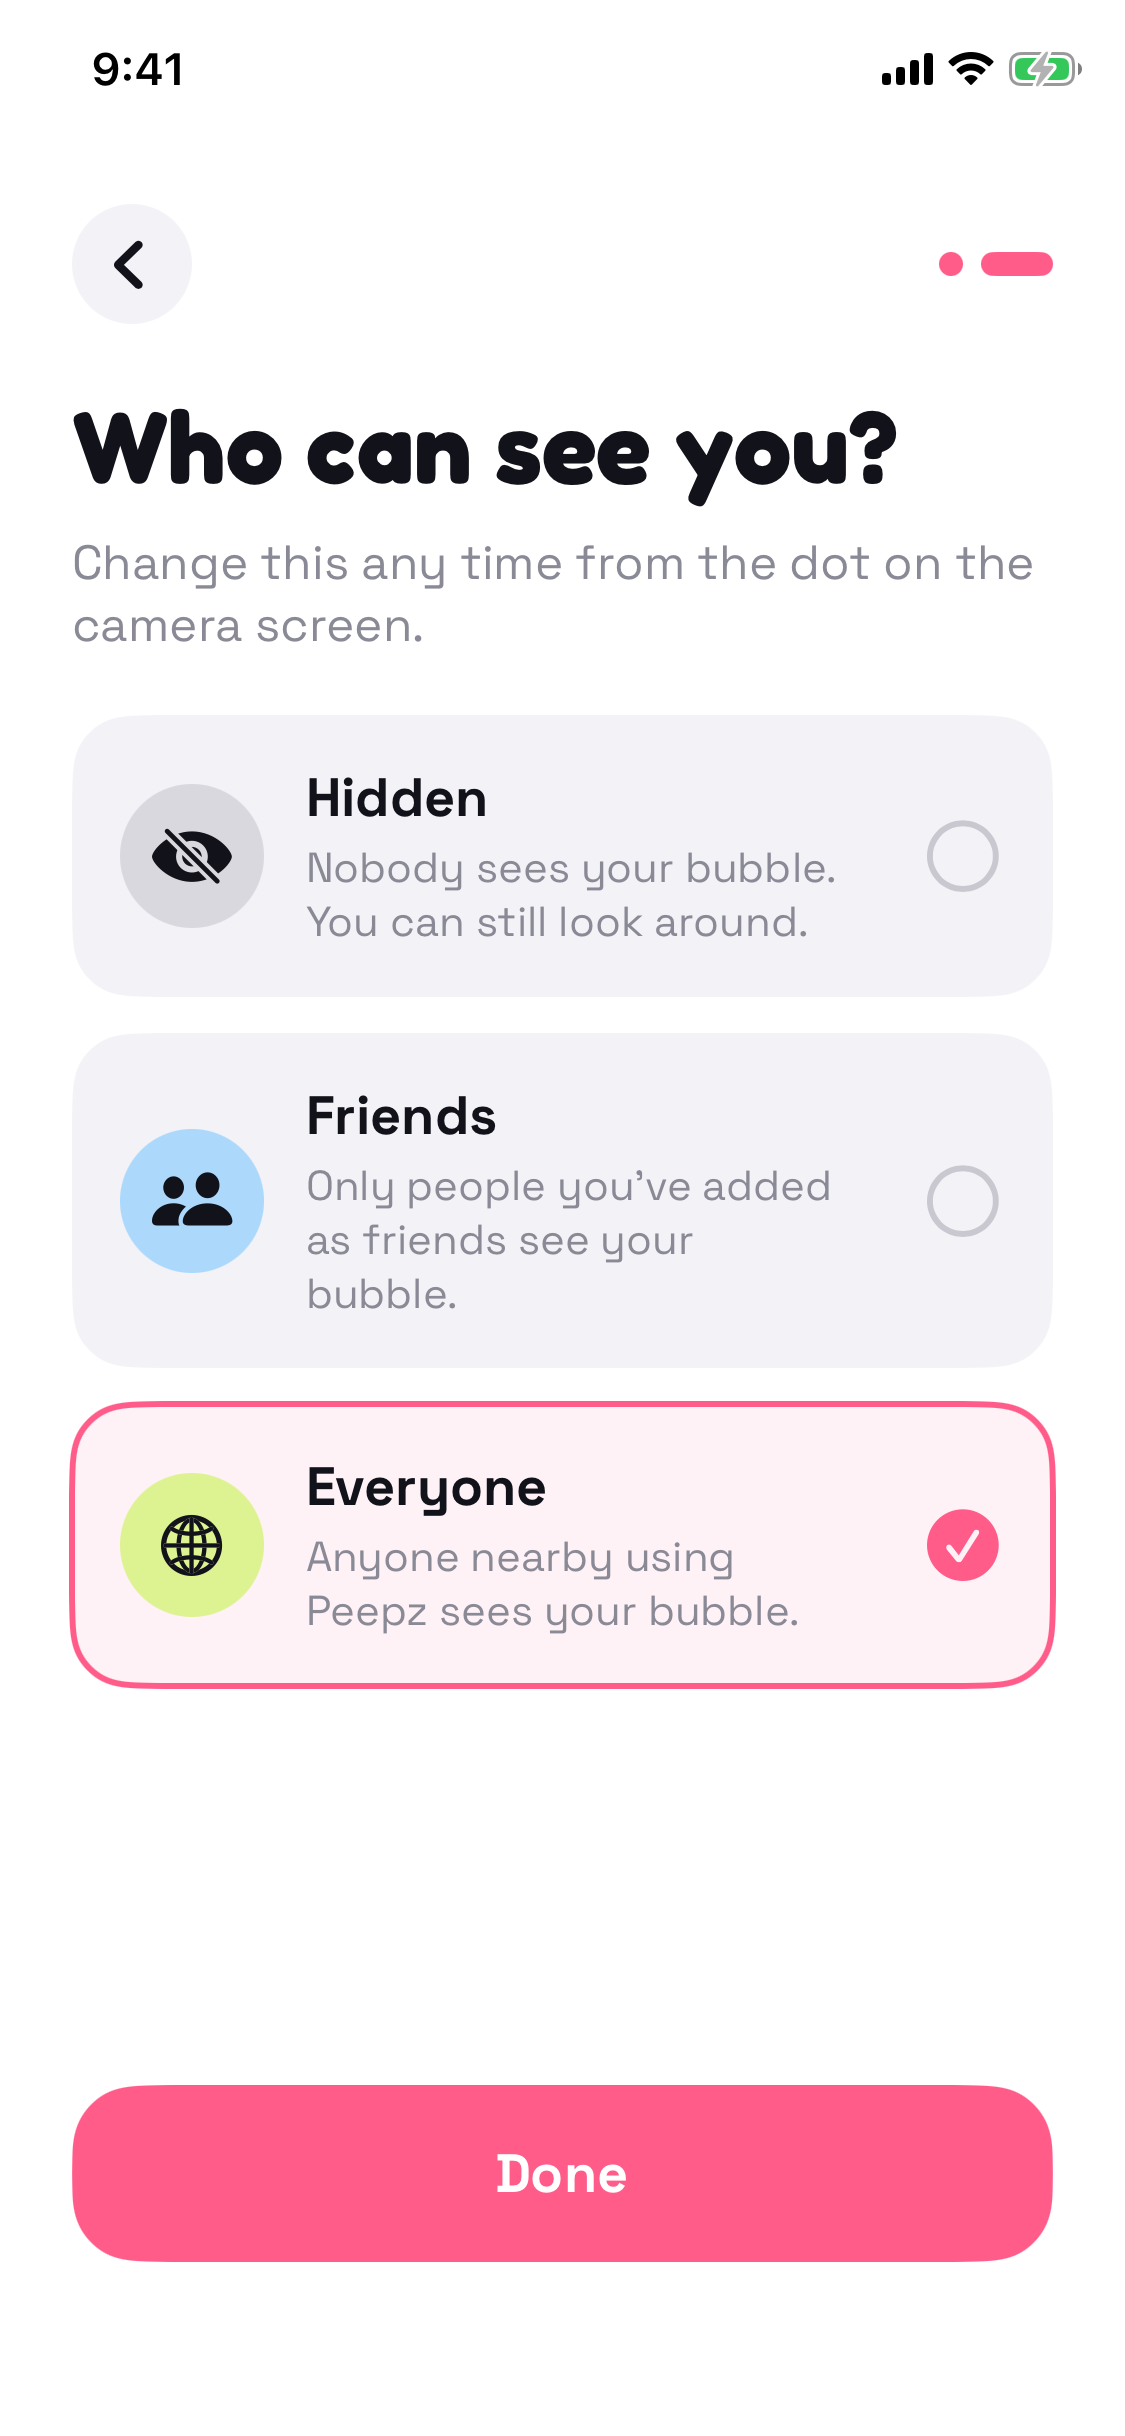 9:41
Who can see you?
Change this any time from the dot on the
camera screen.
Hidden
Nobody sees your bubble.
You can still look around.
Friends
Only people you’ve added
as friends see your
bubble.
Everyone
Anyone nearby using
Peepz sees your bubble.
Done